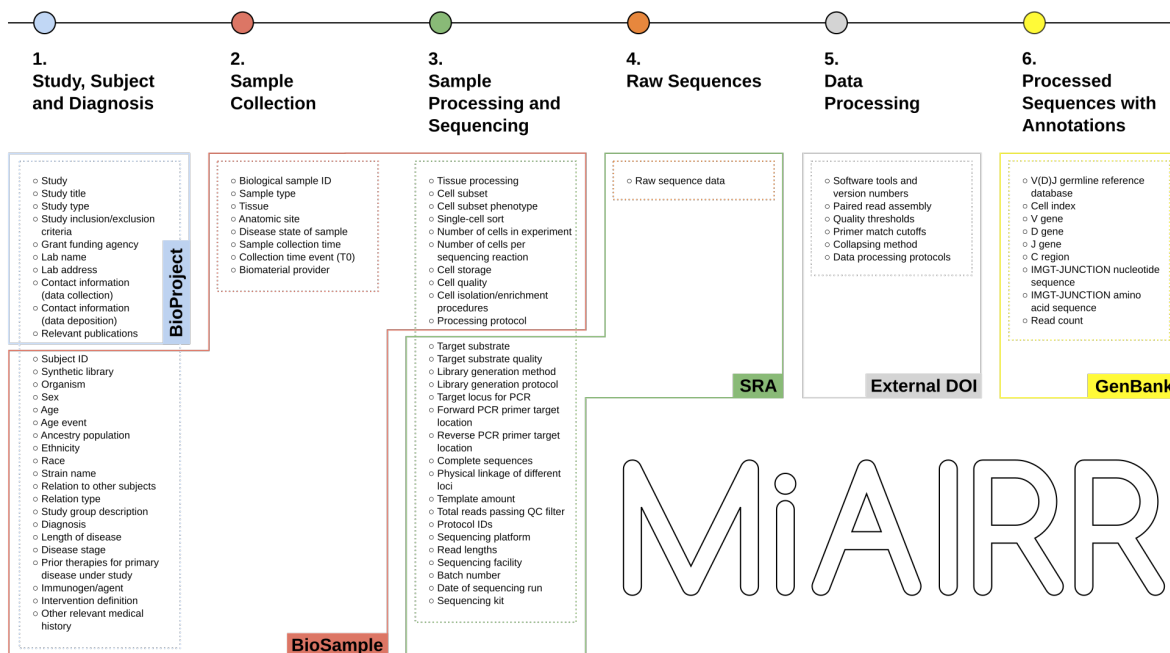 1.
Study, Subject
and Diagnosis
○ Study
○ Study title
○ Study type
○ Study inclusion/exclusion
criteria
○ Grant funding agency
○ Lab name
○ Lab address
○ Contact information
(data collection)
○ Contact information
(data deposition)
○ Relevant publications
BioProject
○ Subject ID
○ Synthetic library
○ Organism
○ Sex
○ Age
○ Age event
○ Ancestry population
○ Ethnicity
○ Race
○ Strain name
○ Relation to other subjects
○ Relation type
○ Study group description
○ Diagnosis
○ Length of disease
○ Disease stage
○ Prior therapies for primary
disease under study
○ Immunogen/agent
○ Intervention definition
○ Other relevant medical
history
2.
Sample
Collection
○ Biological sample ID
○ Sample type
○ Tissue
○ Anatomic site
○ Disease state of sample
○ Sample collection time
○ Collection time event (T0)
○ Biomaterial provider
BioSample
3.
Sample
Processing and
Sequencing
○ Tissue processing
○ Cell subset
○ Cell subset phenotype
○ Single-cell sort
○ Number of cells in experiment
○ Number of cells per
sequencing reaction
○ Cell storage
○ Cell quality
○ Cell isolation/enrichment
procedures
○ Processing protocol
○ Target substrate
○ Target substrate quality
○ Library generation method
○ Library generation protocol
○ Target locus for PCR
○ Forward PCR primer target
location
○ Reverse PCR primer target
location
○ Complete sequences
○ Physical linkage of different
loci
○ Template amount
○ Total reads passing QC filter
○ Protocol IDs
○ Sequencing platform
○ Read lengths
○ Sequencing facility
○ Batch number
○ Date of sequencing run
○ Sequencing kit
4.
Raw Sequences
○ Raw sequence data
SRA
5.
Data
Processing
○ Software tools and
version numbers
○ Paired read assembly
○ Quality thresholds
○ Primer match cutoffs
○ Collapsing method
○ Data processing protocols
External DOI
6.
Processed
Sequences with
Annotations
○ V(D)J germline reference
database
○ Cell index
○ V gene
○ D gene
○ J gene
○ C region
○ IMGT-JUNCTION nucleotide
sequence
○ IMGT-JUNCTION amino
acid sequence
○ Read count
GenBank
MiAIRR